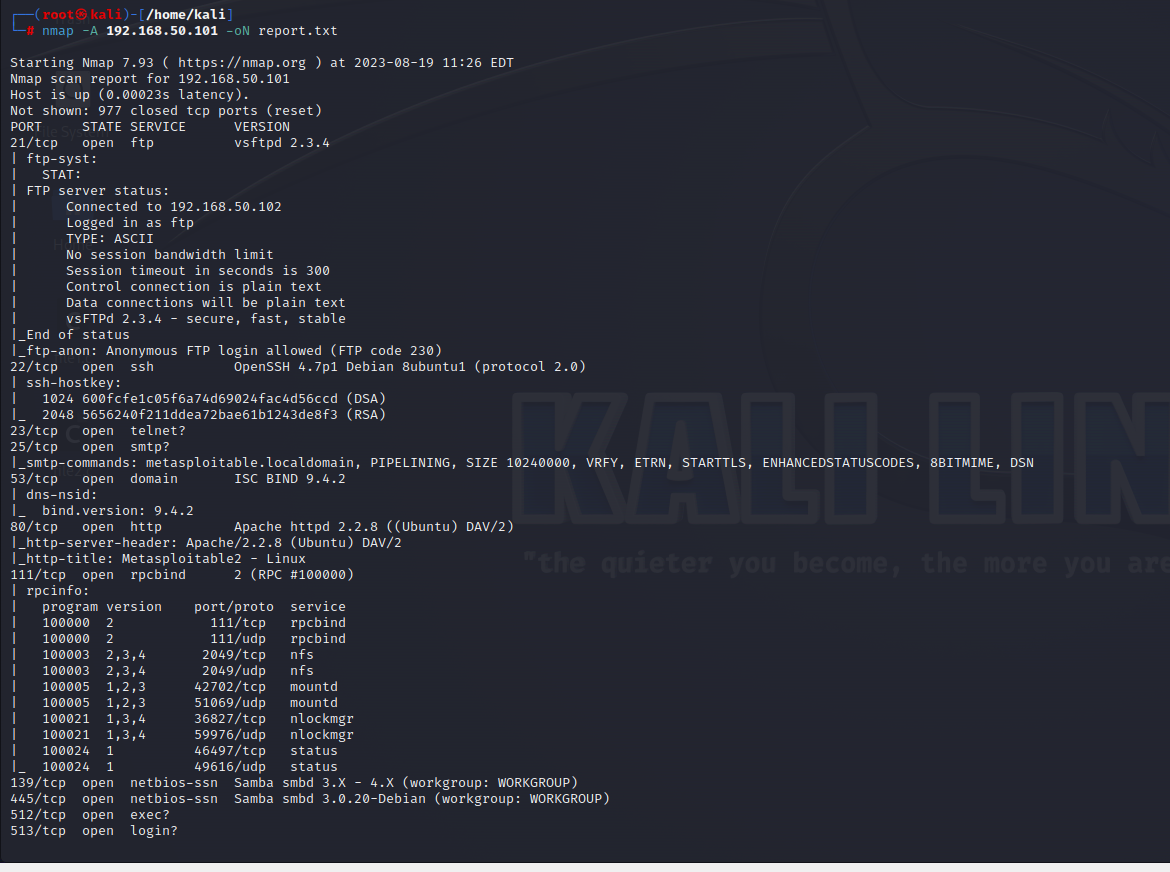 ┌──(root㉿kali)-[/home/kali]
└─# nmap -A 192.168.50.101 -oN report.txt
Starting Nmap 7.93 ( https://nmap.org ) at 2023-08-19 11:26 EDT
Nmap scan report for 192.168.50.101
Host is up (0.00023s latency).
Not shown: 977 closed tcp ports (reset)
PORT     STATE SERVICE      VERSION
21/tcp   open  ftp          vsftpd 2.3.4
| ftp-syst:
|   STAT:
| FTP server status:
|      Connected to 192.168.50.102
|      Logged in as ftp
|      TYPE: ASCII
|      No session bandwidth limit
|      Session timeout in seconds is 300
|      Control connection is plain text
|      Data connections will be plain text
|      vsFTPd 2.3.4 - secure, fast, stable
|_End of status
|_ftp-anon: Anonymous FTP login allowed (FTP code 230)
22/tcp   open  ssh          OpenSSH 4.7p1 Debian 8ubuntu1 (protocol 2.0)
| ssh-hostkey:
|   1024 600fcfe1c05f6a74d69024fac4d56ccd (DSA)
|_  2048 5656240f211ddea72bae61b1243de8f3 (RSA)
23/tcp   open  telnet?
25/tcp   open  smtp?
|_smtp-commands: metasploitable.localdomain, PIPELINING, SIZE 10240000, VRFY, ETRN, STARTTLS, ENHANCEDSTATUSCODES, 8BITMIME, DSN
53/tcp   open  domain       ISC BIND 9.4.2
| dns-nsid:
|_  bind.version: 9.4.2
80/tcp   open  http         Apache httpd 2.2.8 ((Ubuntu) DAV/2)
|_http-server-header: Apache/2.2.8 (Ubuntu) DAV/2
|_http-title: Metasploitable2 - Linux
111/tcp  open  rpcbind      2 (RPC #100000)
| rpcinfo:
|   program version    port/proto  service
|   100000  2            111/tcp   rpcbind
|   100000  2            111/udp   rpcbind
|   100003  2,3,4       2049/tcp   nfs
|   100003  2,3,4       2049/udp   nfs
|   100005  1,2,3      42702/tcp   mountd
|   100005  1,2,3      51069/udp   mountd
|   100021  1,3,4      36827/tcp   nlockmgr
|   100021  1,3,4      59976/udp   nlockmgr
|   100024  1          46497/tcp   status
|_  100024  1          49616/udp   status
139/tcp  open  netbios-ssn  Samba smbd 3.X - 4.X (workgroup: WORKGROUP)
445/tcp  open  netbios-ssn  Samba smbd 3.0.20-Debian (workgroup: WORKGROUP)
512/tcp  open  exec?
513/tcp  open  login?
KALI LIN
"the quieter you become, the more you are